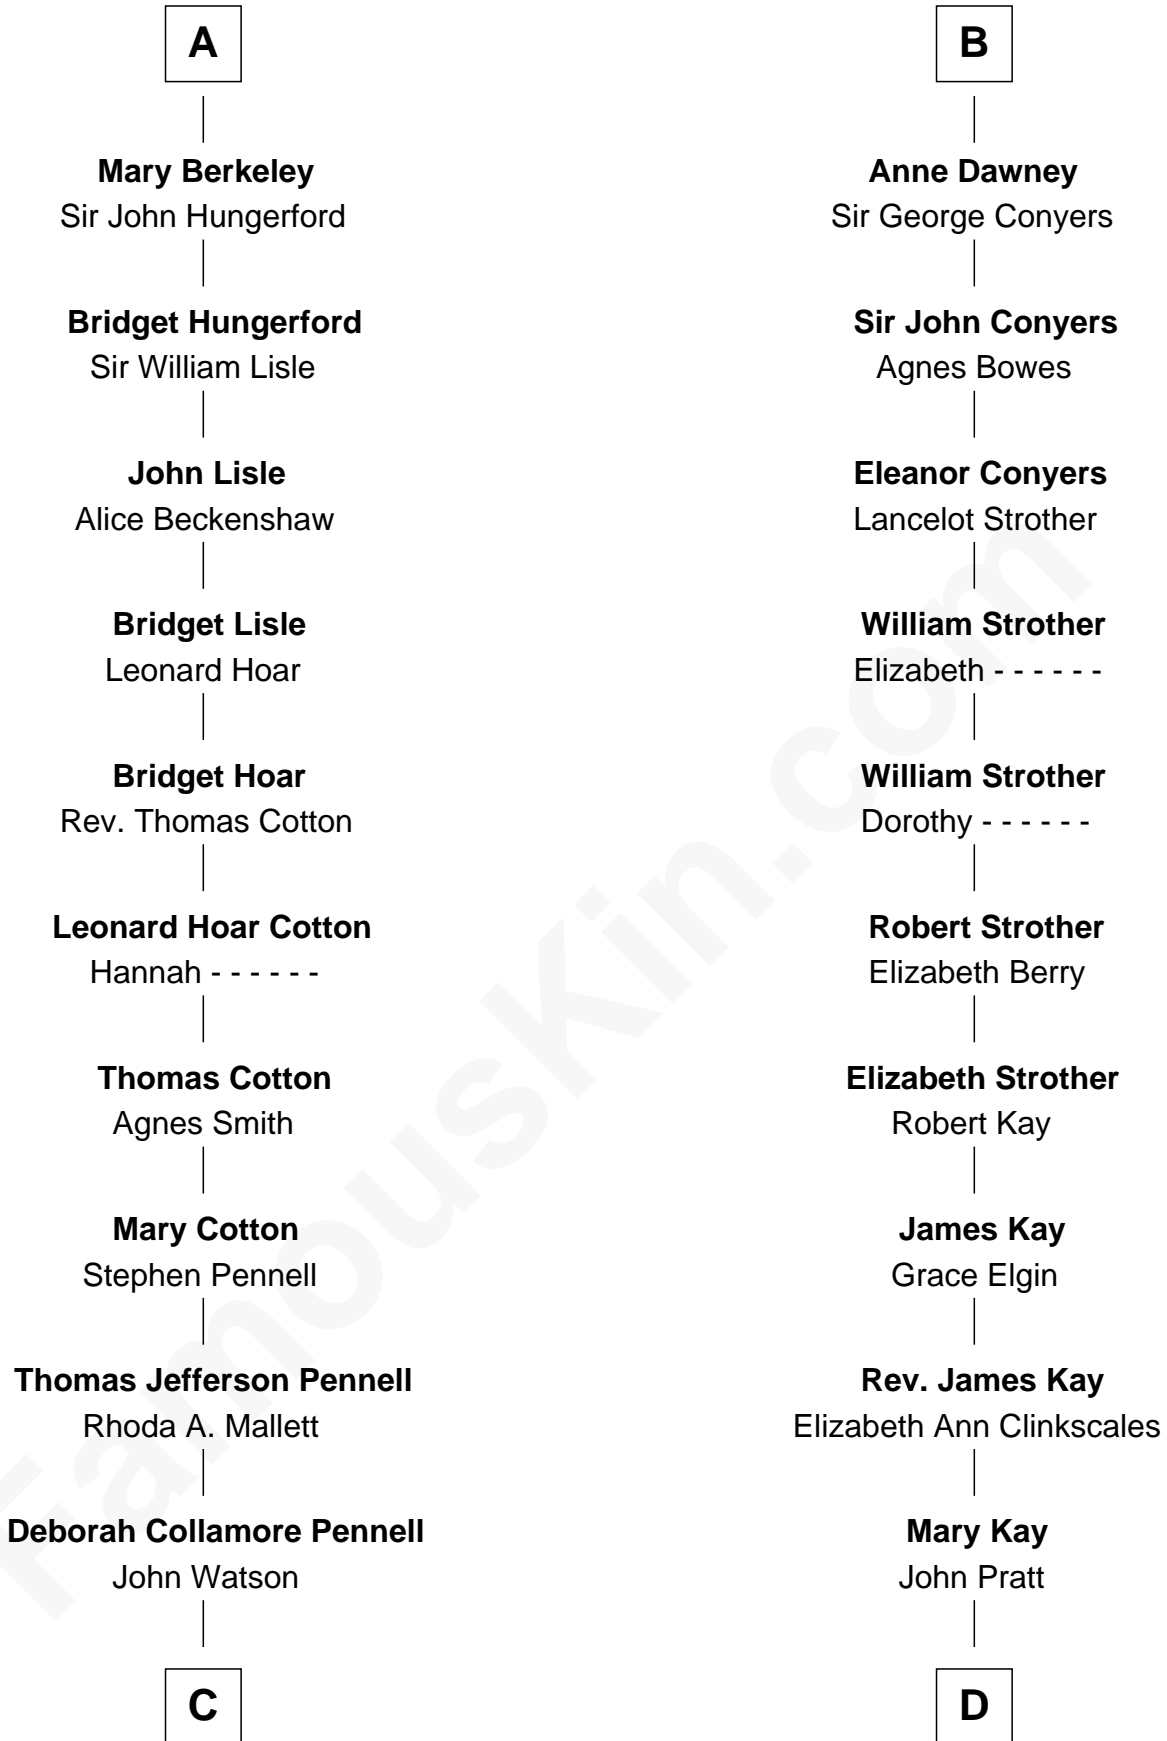 A
Mary Berkeley
Sir John Hungerford
Bridget Hungerford
Sir William Lisle
John Lisle
Alice Beckenshaw
Bridget Lisle
Leonard Hoar
Bridget Hoar
Rev. Thomas Cotton
Leonard Hoar Cotton
Hannah - - - - - -
Thomas Cotton
Agnes Smith
Mary Cotton
Stephen Pennell
Thomas Jefferson Pennell
Rhoda A. Mallett
Deborah Collamore Pennell
John Watson
C
B
Anne Dawney
Sir George Conyers
Sir John Conyers
Agnes Bowes
Eleanor Conyers
Lancelot Strother
William Strother
Elizabeth - - - - - -
William Strother
Dorothy - - - - - -
Robert Strother
Elizabeth Berry
Elizabeth Strother
Robert Kay
James Kay
Grace Elgin
Rev. James Kay
Elizabeth Ann Clinkscales
Mary Kay
John Pratt
D
FamousKin.com